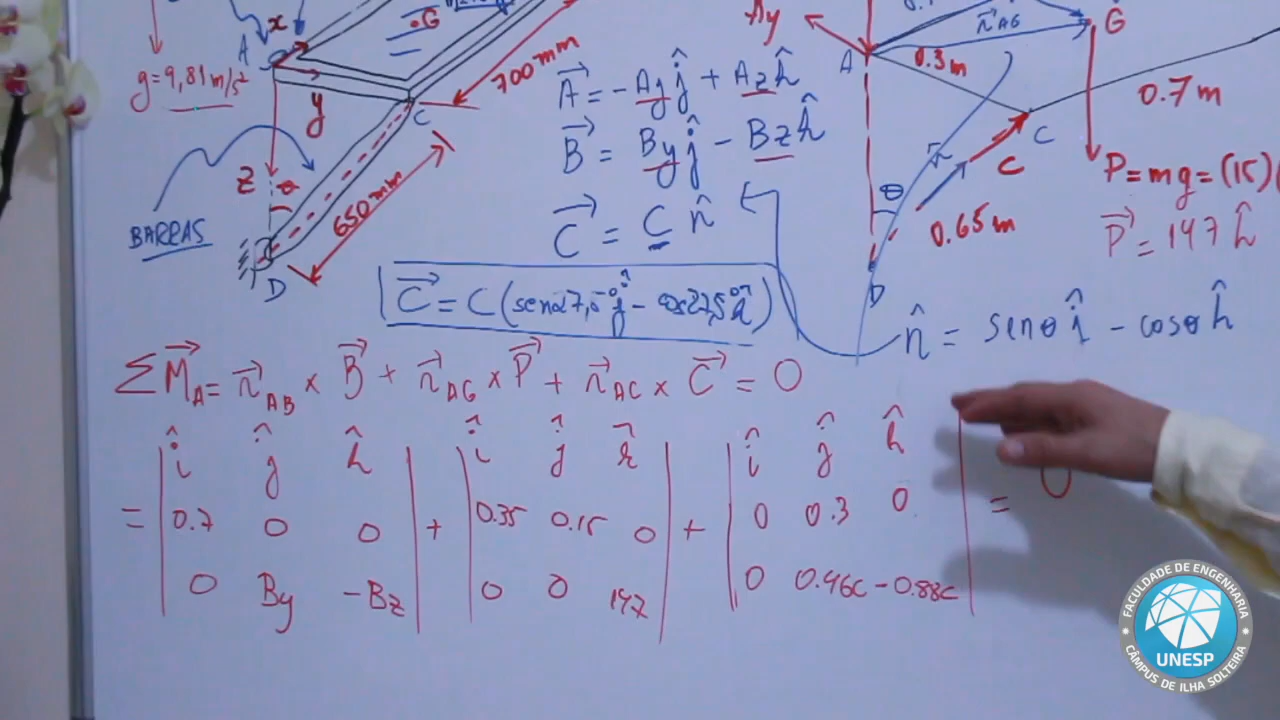 x
G
A
g=9,81 m/s²
y
C
700 mm
z
θ
650 mm
BARRAS
D
A⃗ = -Ay ĵ + Az k̂
B⃗ = By ĵ - Bz k̂
C⃗ = C n̂
C⃗ = C (sen27,5° ĵ - cos27,5° k̂)
Ay
A
r⃗AG
G
0.3 m
0.7 m
C
C
n̂
θ
0.65 m
D
P = mg = (15)(
P⃗ = 147 k̂
n̂ = senθ î - cosθ k̂
∑M⃗A = r⃗AB × B⃗ + r⃗AG × P⃗ + r⃗AC × C⃗ = 0
= | î ĵ k̂ | + | î ĵ k̂ | + | î ĵ k̂ | = 0
0.7 0 0 0.35 0.15 0 0 0.3 0
0 By -Bz 0 0 147 0 0.46C -0.88C
FACULDADE DE ENGENHARIA
UNESP
CÂMPUS DE ILHA SOLTEIRA